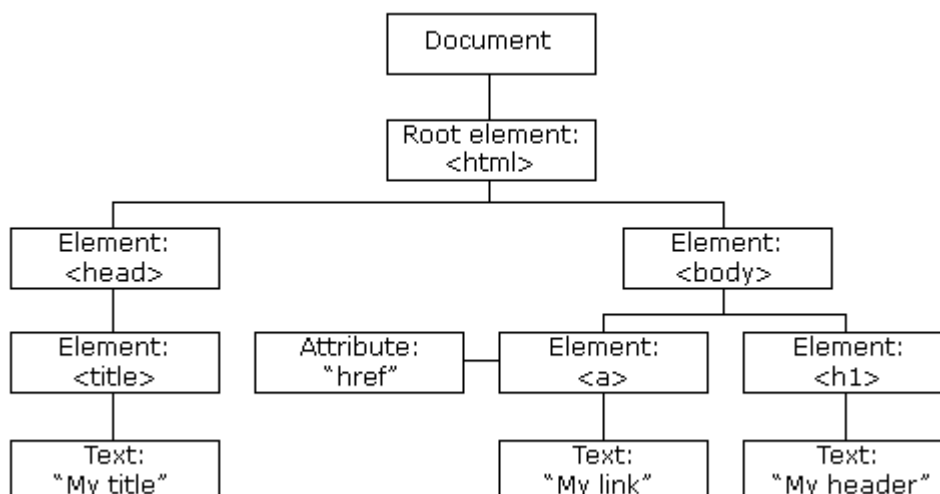 Document
Root element:
<html>
Element:
<head>
Element:
<body>
Element:
<title>
Attribute:
“href”
Element:
<a>
Element:
<h1>
Text:
“My title”
Text:
“My link”
Text:
“My header”